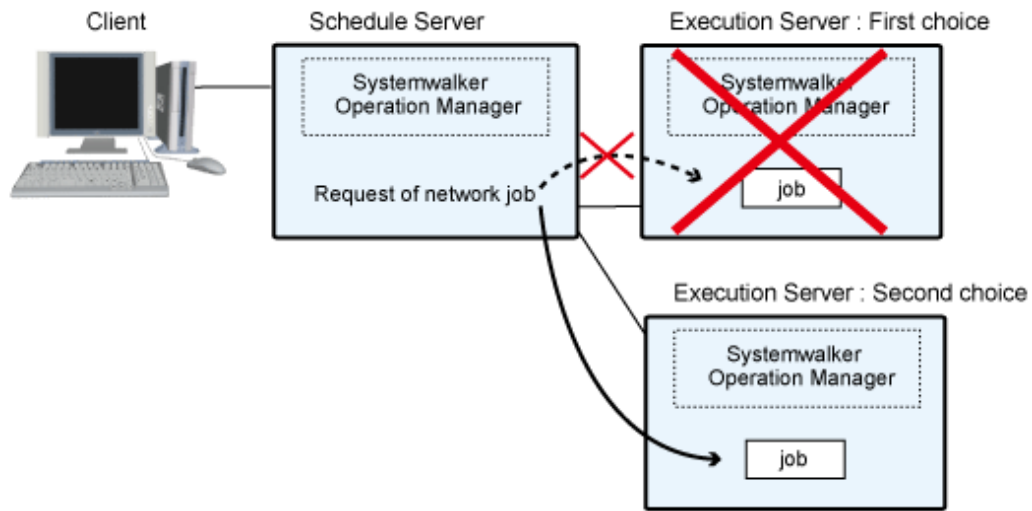 Client
Schedule Server
Execution Server : First choice
Systemwalker
Operation Manager
Systemwalker
Operation Manager
Request of network job
job
Execution Server : Second choice
Systemwalker
Operation Manager
job